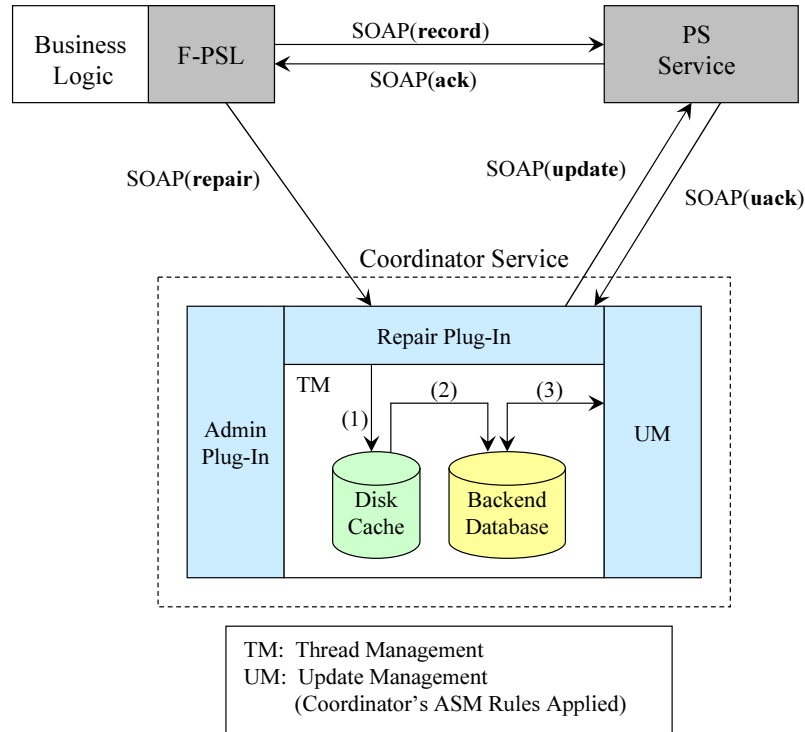 Business
Logic
F-PSL
SOAP(record)
SOAP(ack)
PS
Service
SOAP(repair)
SOAP(update)
SOAP(uack)
Coordinator Service
Repair Plug-In
Admin
Plug-In
TM
(1)
(2)
(3)
Disk
Cache
Backend
Database
UM
TM: Thread Management
UM: Update Management
(Coordinator’s ASM Rules Applied)